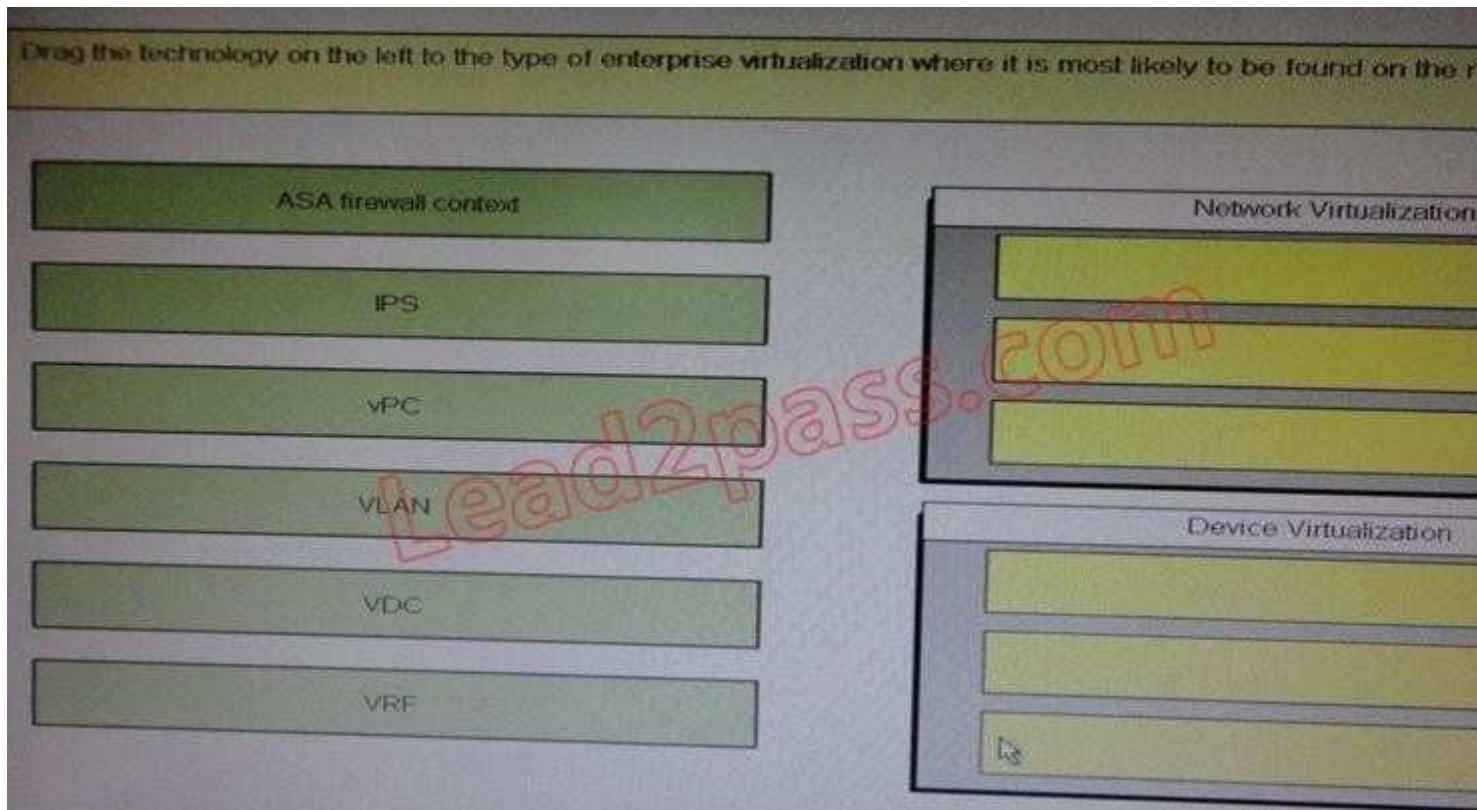 Drag the technology on the left to the type of enterprise virtualization where it is most likely to be found on the r
ASA firewall context
IPS
vPC
VLAN
VDC
VRF
Network Virtualization
Device Virtualization
Lead2pass.com